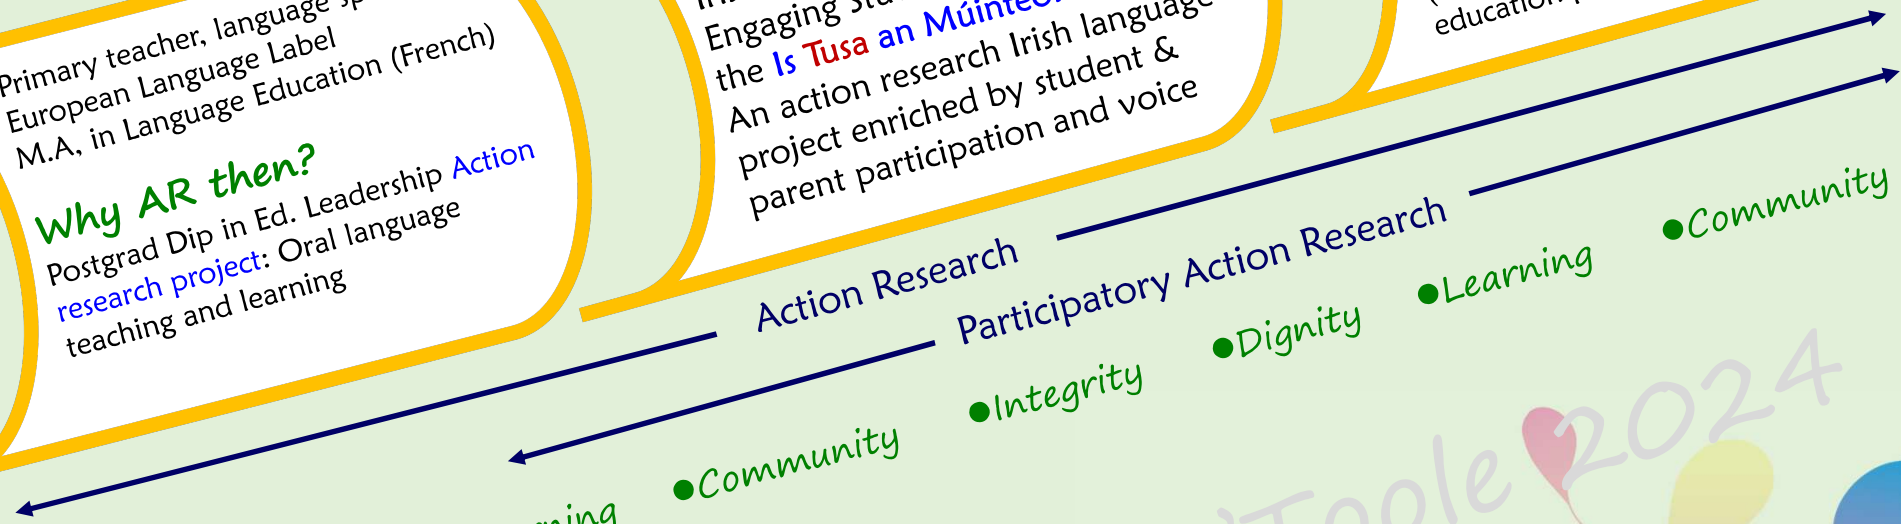 Primary teacher, language
European Language Label
M.A, in Language Education (French)
Why AR then?
Postgrad Dip in Ed. Leadership Action
research project: Oral language
teaching and learning
Engaging
the Is Tusa an
An action research Irish language
project enriched by student &
parent participation and voice
education
Action Research
Participatory Action Research
●Community
●Integrity
●Dignity
●Learning
●Community
Toole 2024